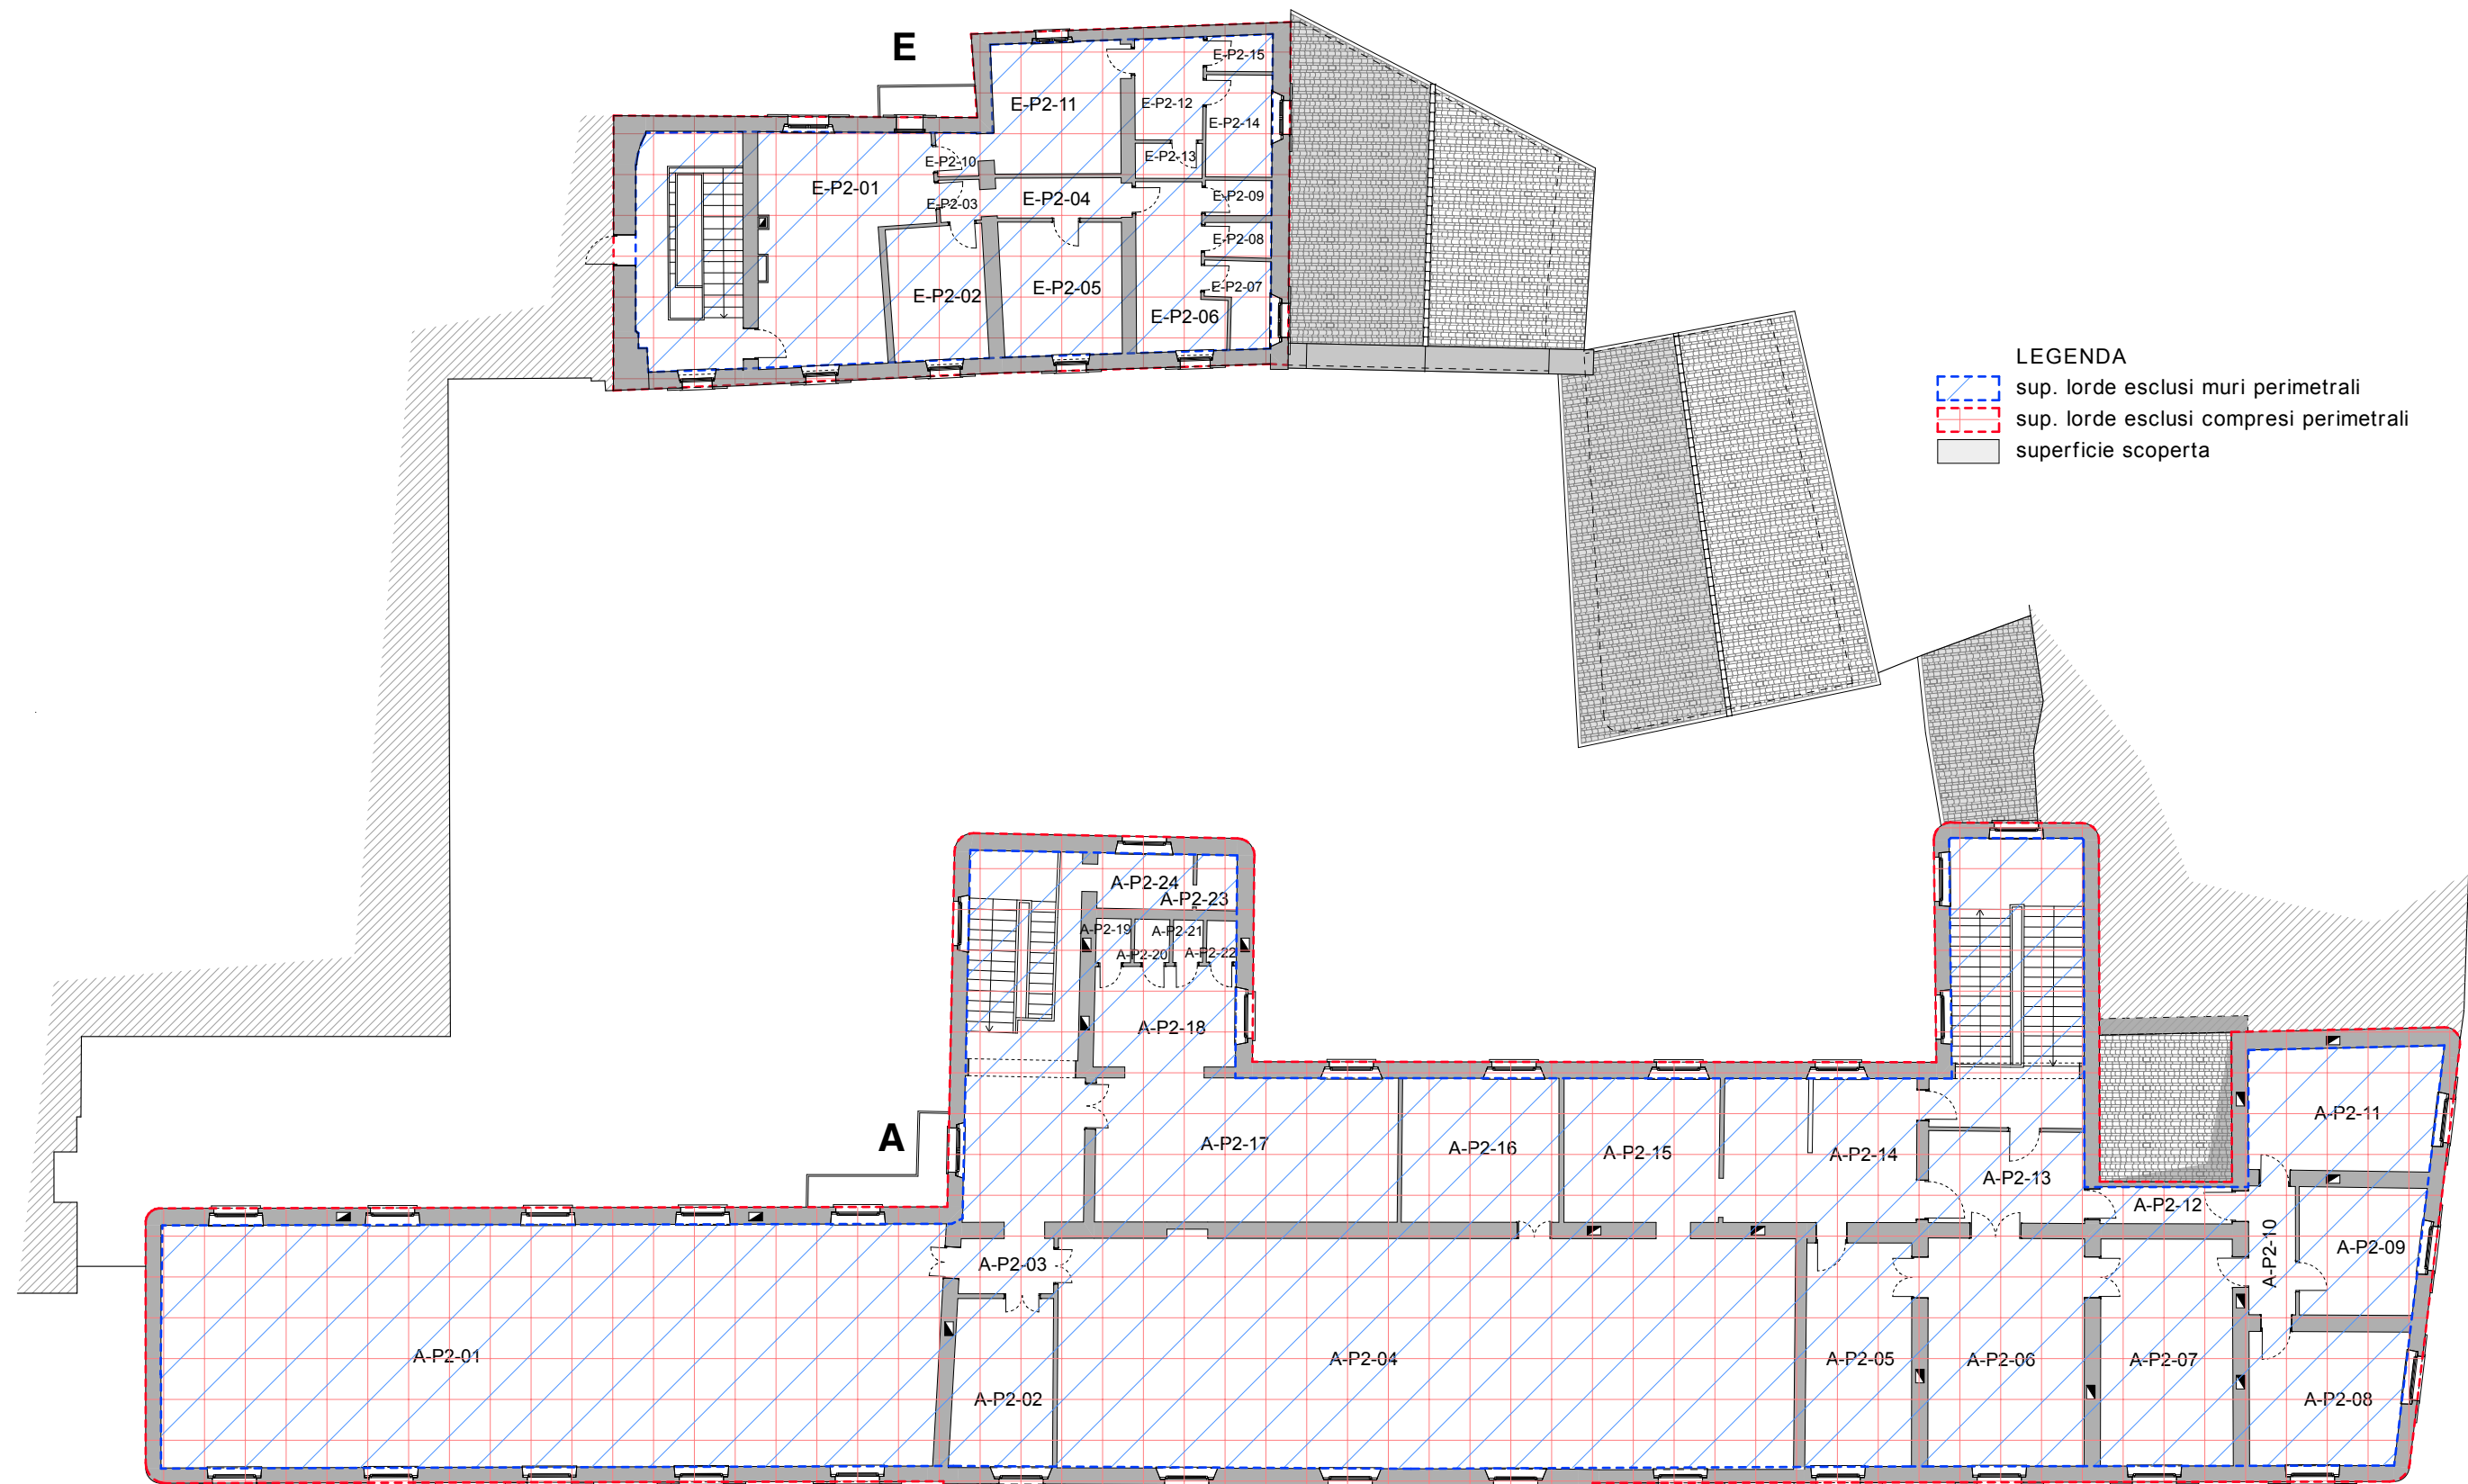 E
E-P2-15
E-P2-11
E-P2-12
E-P2-14
E-P2-13
E-P2-10
E-P2-01
E-P2-04
E-P2-09
E-P2-03
E-P2-08
E-P2-05
E-P2-07
E-P2-02
E-P2-06
LEGENDA
sup. lorde esclusi muri perimetrali
sup. lorde esclusi compresi perimetrali
superficie scoperta
A-P2-24
A-P2-23
A-P2-19
A-P2-21
A-P2-20
A-P2-22
A-P2-18
A
A-P2-17
A-P2-16
A-P2-15
A-P2-14
A-P2-13
A-P2-12
A-P2-11
A-P2-10
A-P2-09
A-P2-03
A-P2-01
A-P2-02
A-P2-04
A-P2-05
A-P2-06
A-P2-07
A-P2-08